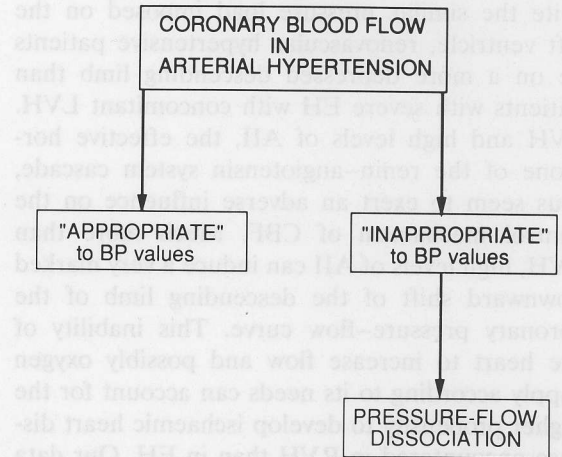 CORONARY BLOOD FLOW
IN
ARTERIAL HYPERTENSION
"APPROPRIATE"
to BP values
"INAPPROPRIATE"
to BP values
PRESSURE-FLOW
DISSOCIATION